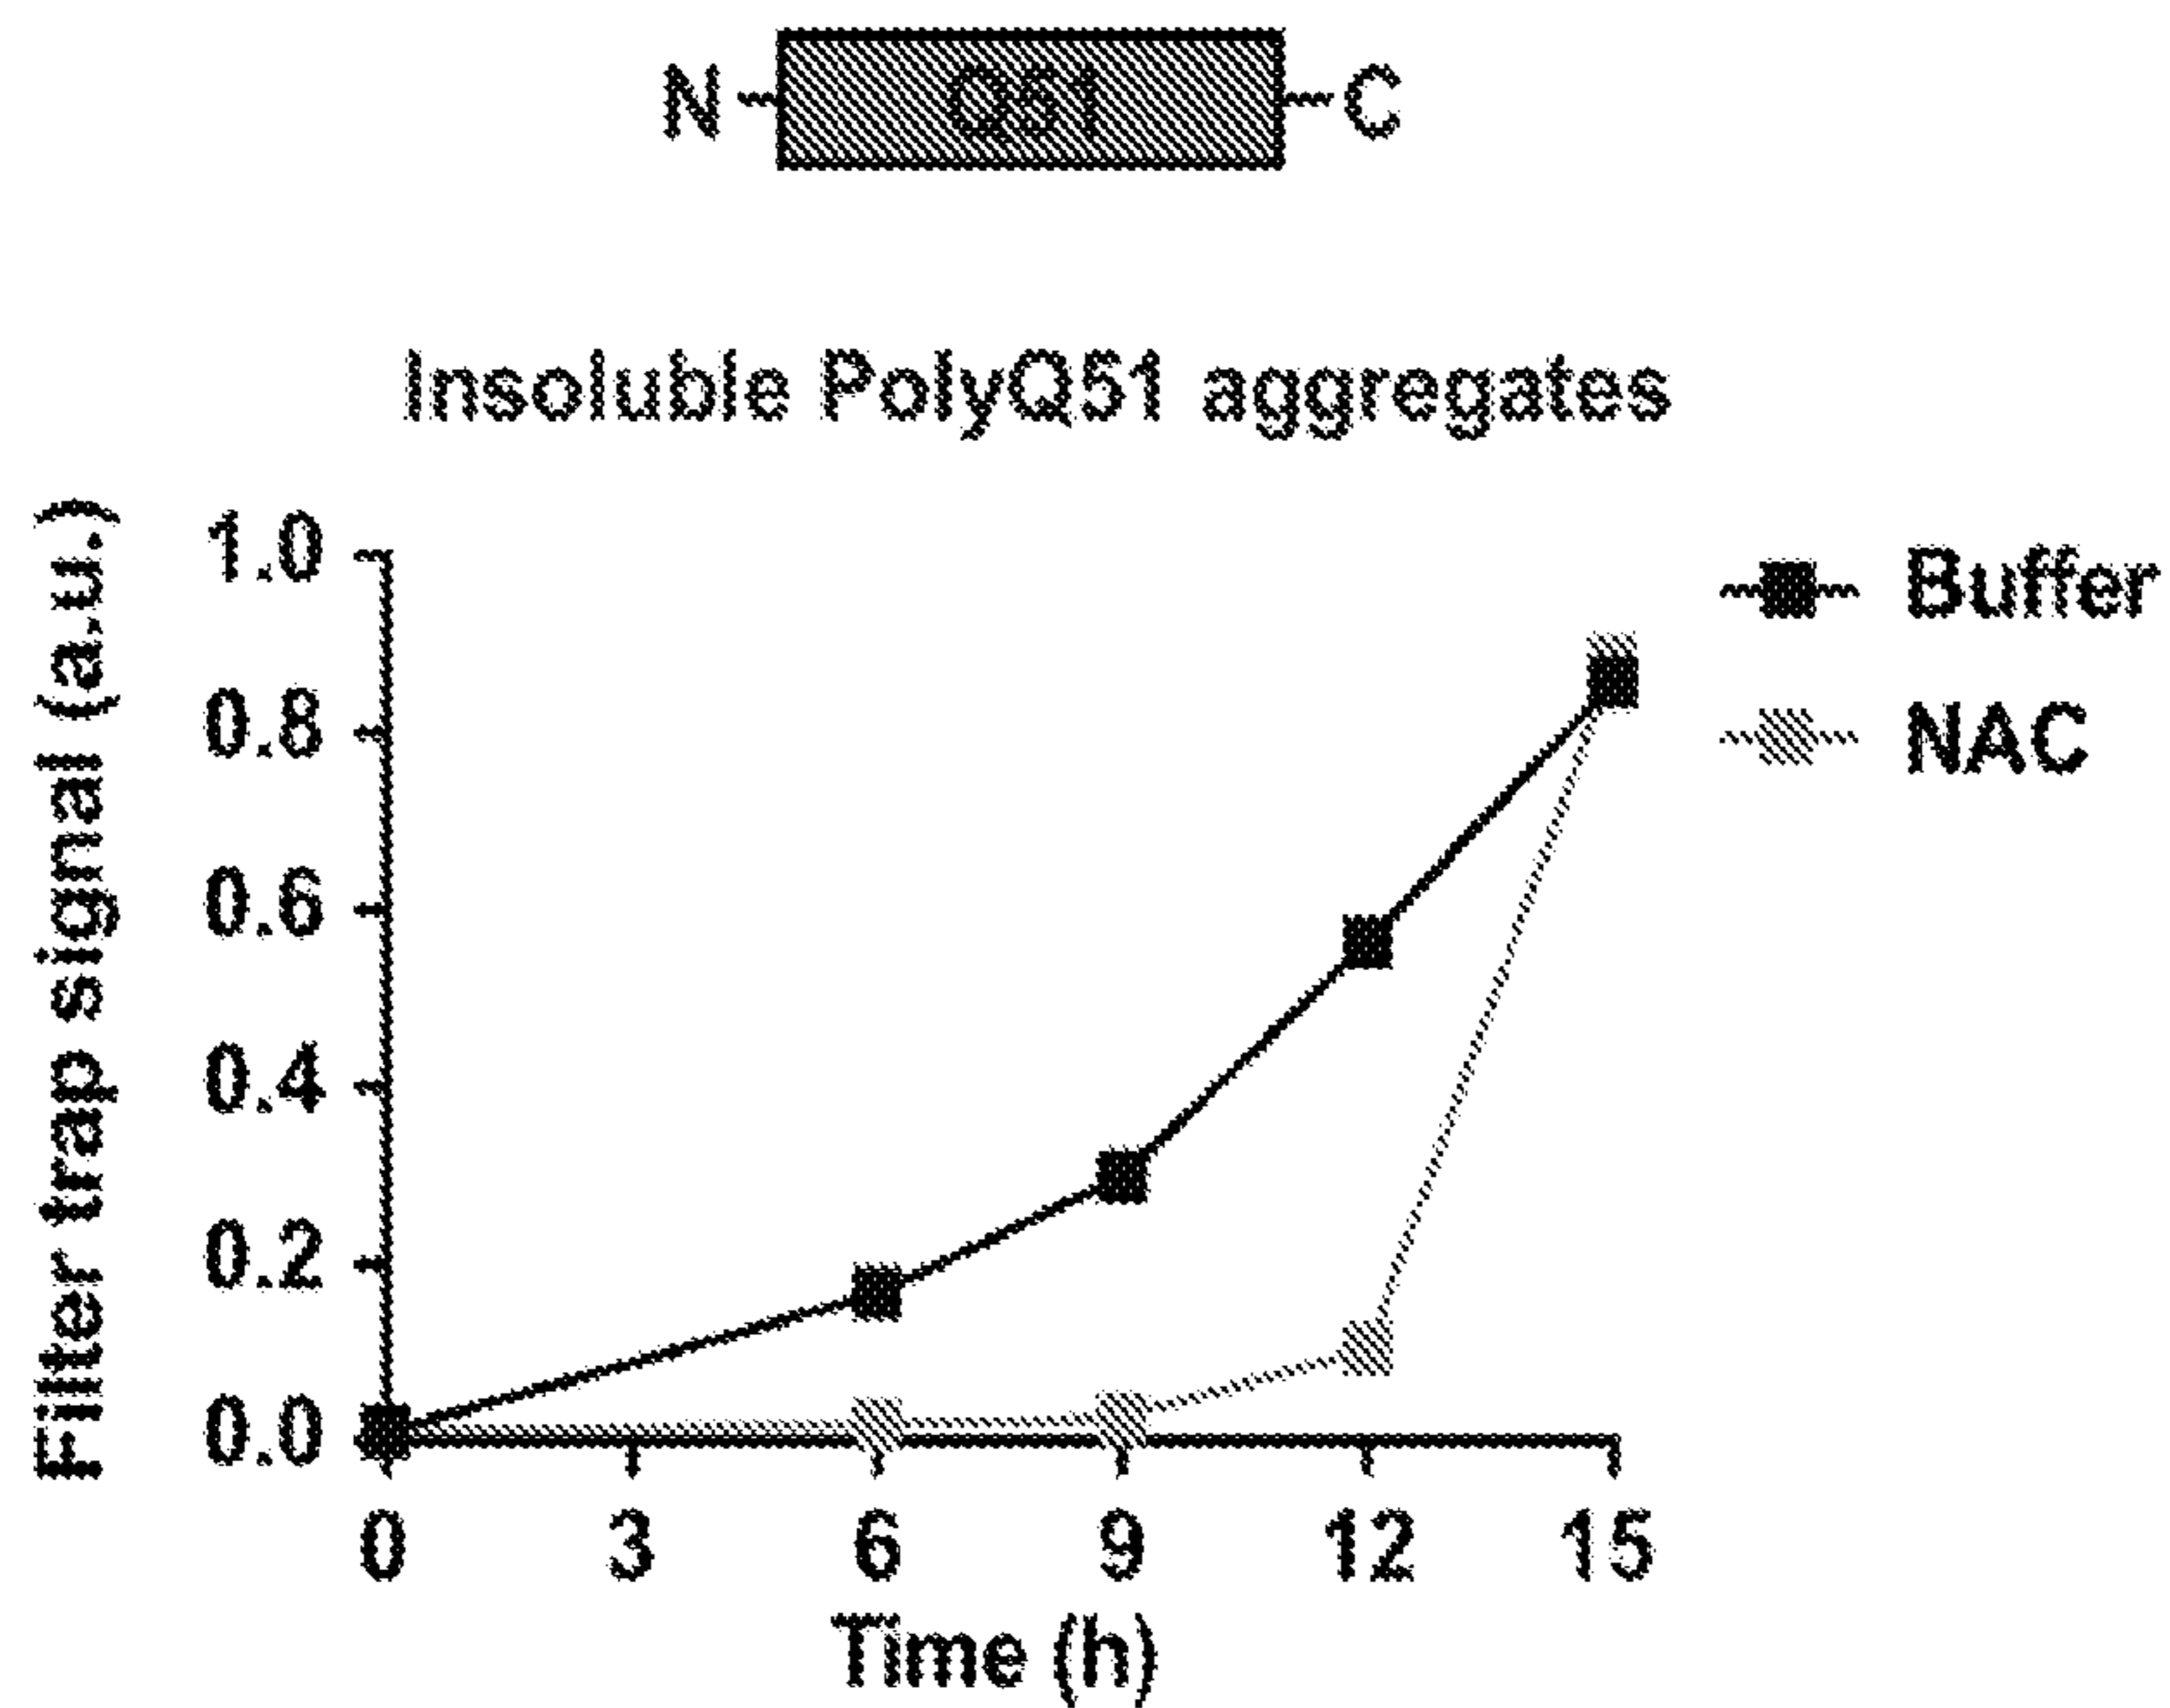 N Q51 C
Insoluble PolyQ51 aggregates
Filter trap signal (a.u.)
1.0
0.8
0.6
0.4
0.2
0.0
0 3 6 9 12 15
Time (h)
Buffer
NAC